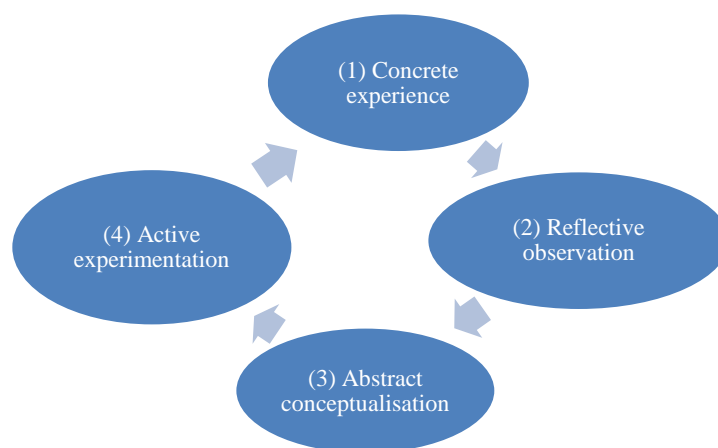 (1) Concrete
experience
(2) Reflective
observation
(3) Abstract
conceptualisation
(4) Active
experimentation